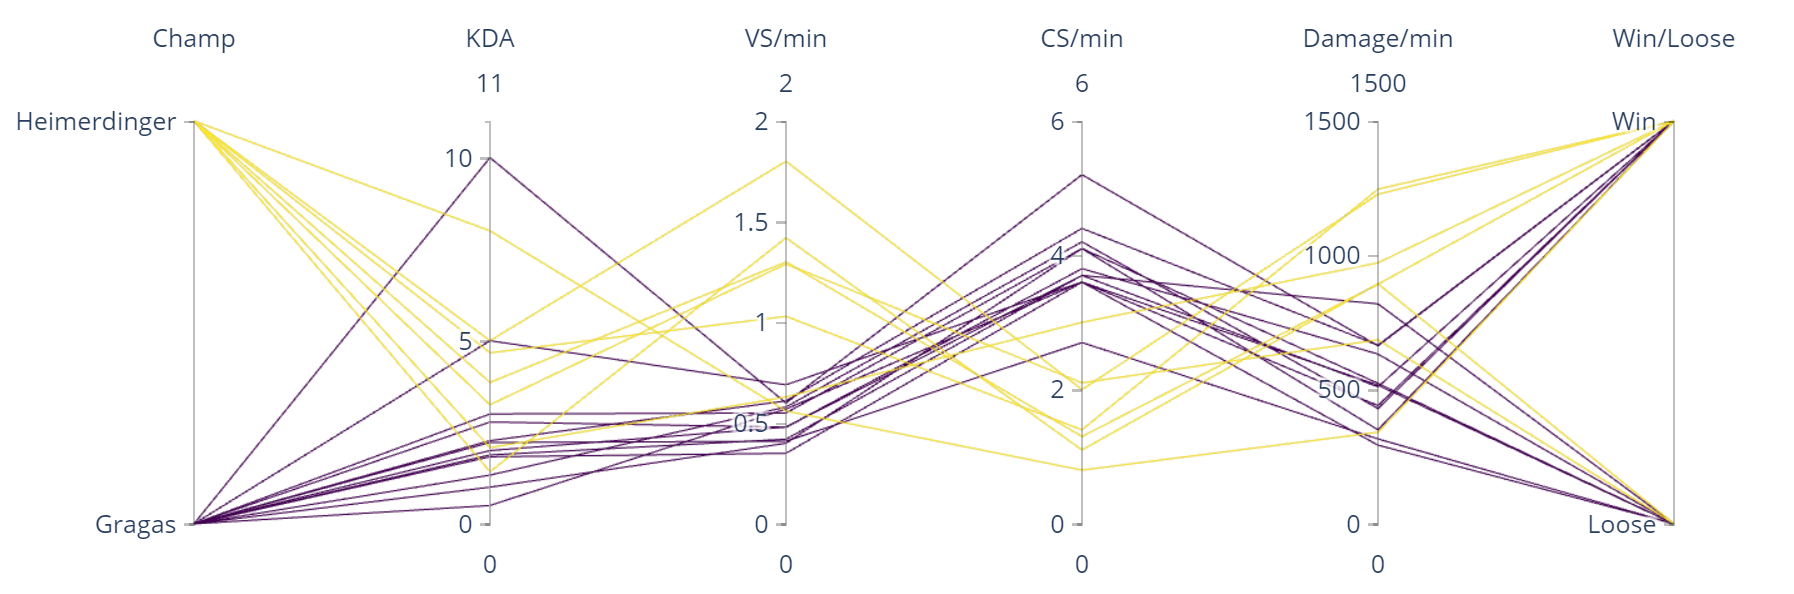 Champ KDA VS/min CS/min Damage/min Win/Loose
11 2 6 1500
Heimerdinger 2 6 1500 Win
10
1.5
4 1000
5
1
2 500
0.5
Gragas 0 0 0 0 Loose
0 0 0 0